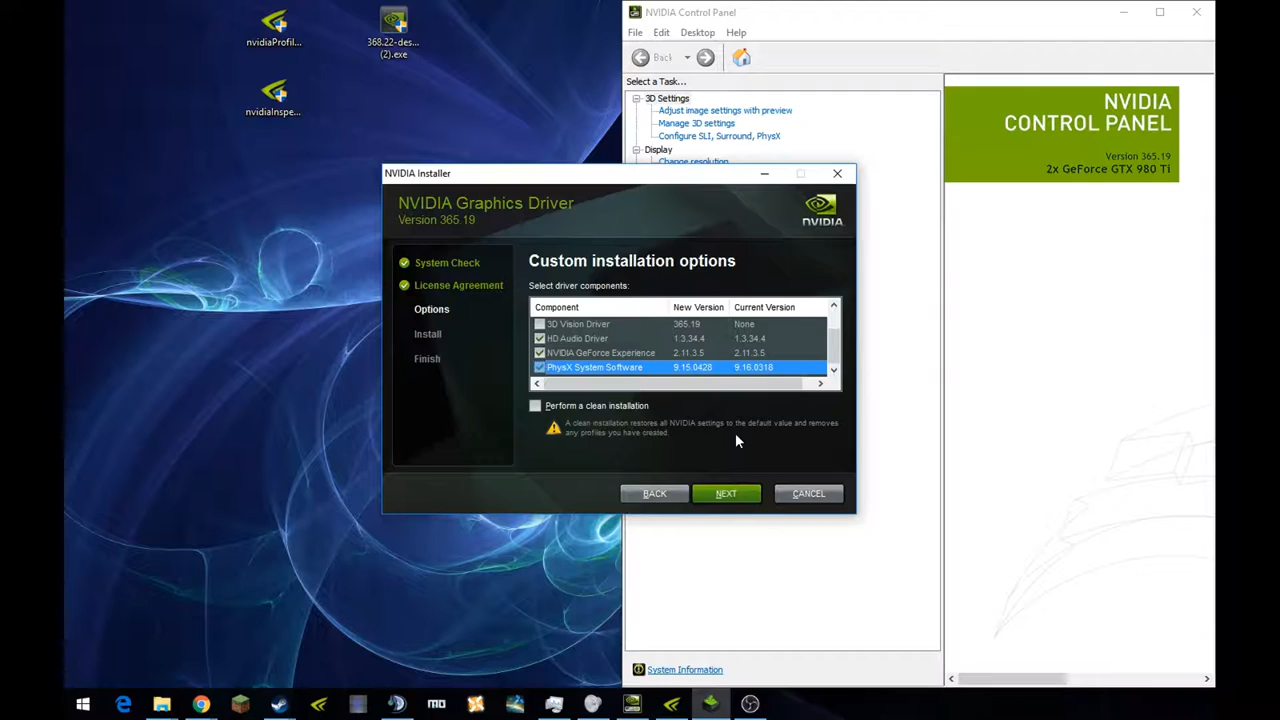 nvidiaProfil...
368.22-des...
(2).exe
nvidiaInspe...
NVIDIA Control Panel
File Edit Desktop Help
Back
Select a Task...
3D Settings
Adjust image settings with preview
Manage 3D settings
Configure SLI, Surround, PhysX
Display
Change resolution
NVIDIA
CONTROL PANEL
Version 365.19
2x GeForce GTX 980 Ti
NVIDIA Installer
NVIDIA Graphics Driver
Version 365.19
NVIDIA.
System Check
License Agreement
Options
Install
Finish
Custom installation options
Select driver components:
Component New Version Current Version
3D Vision Driver 365.19 None
HD Audio Driver 1.3.34.4 1.3.34.4
NVIDIA GeForce Experience 2.11.3.5 2.11.3.5
PhysX System Software 9.15.0428 9.16.0318
Perform a clean installation
A clean installation restores all NVIDIA settings to the default value and removes
any profiles you have created.
BACK NEXT CANCEL
System Information